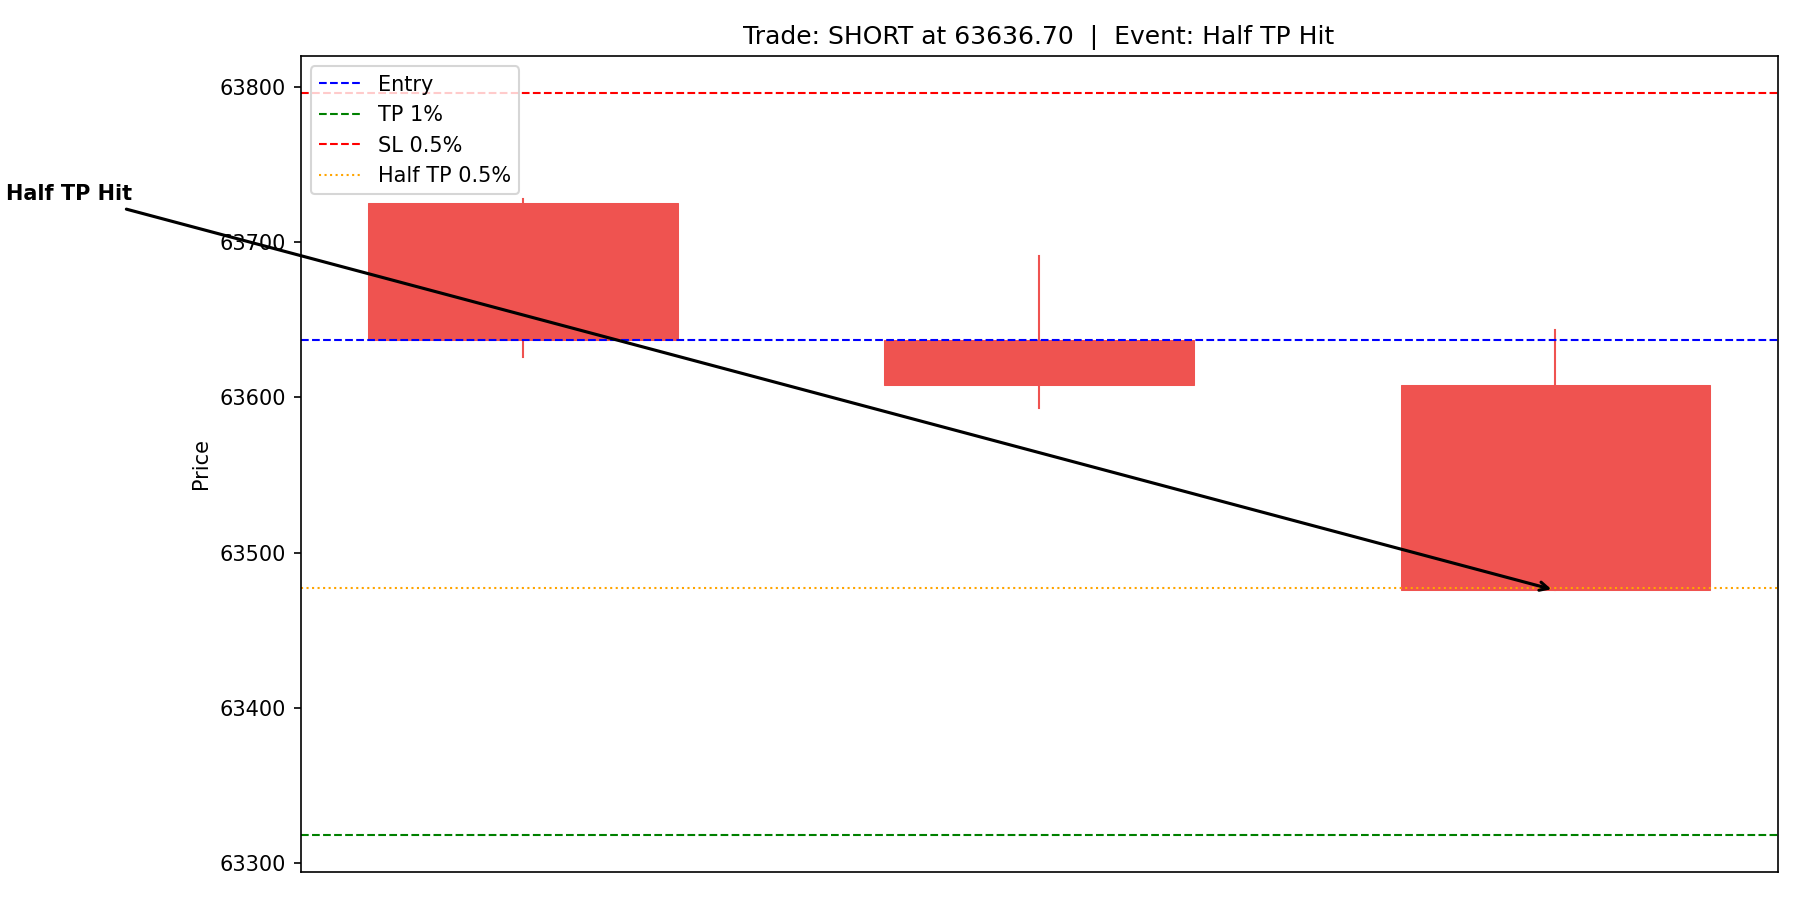 Trade: SHORT at 63636.70 | Event: Half TP Hit
Entry
TP 1%
SL 0.5%
Half TP 0.5%
Half TP Hit
Price
63800
63700
63600
63500
63400
63300